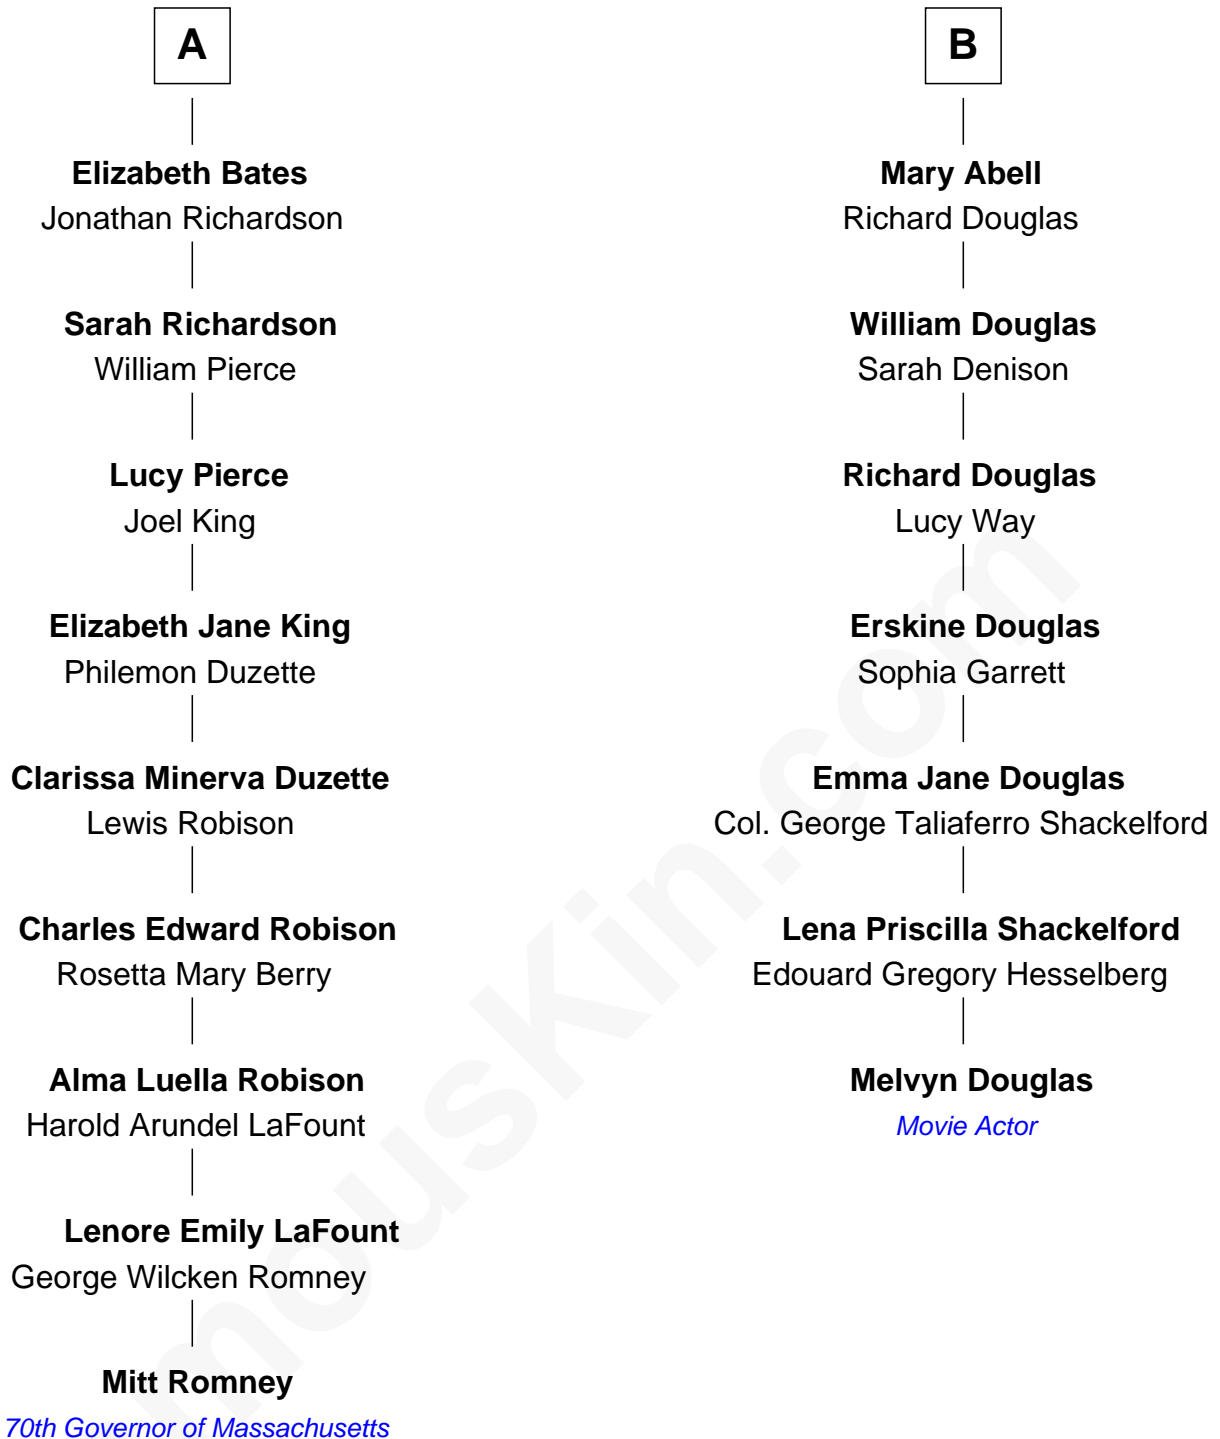 A
Elizabeth Bates
Jonathan Richardson
Sarah Richardson
William Pierce
Lucy Pierce
Joel King
Elizabeth Jane King
Philemon Duzette
Clarissa Minerva Duzette
Lewis Robison
Charles Edward Robison
Rosetta Mary Berry
Alma Luella Robison
Harold Arundel LaFount
Lenore Emily LaFount
George Wilcken Romney
Mitt Romney
70th Governor of Massachusetts
B
Mary Abell
Richard Douglas
William Douglas
Sarah Denison
Richard Douglas
Lucy Way
Erskine Douglas
Sophia Garrett
Emma Jane Douglas
Col. George Taliaferro Shackelford
Lena Priscilla Shackelford
Edouard Gregory Hesselberg
Melvyn Douglas
Movie Actor
mousKin.com